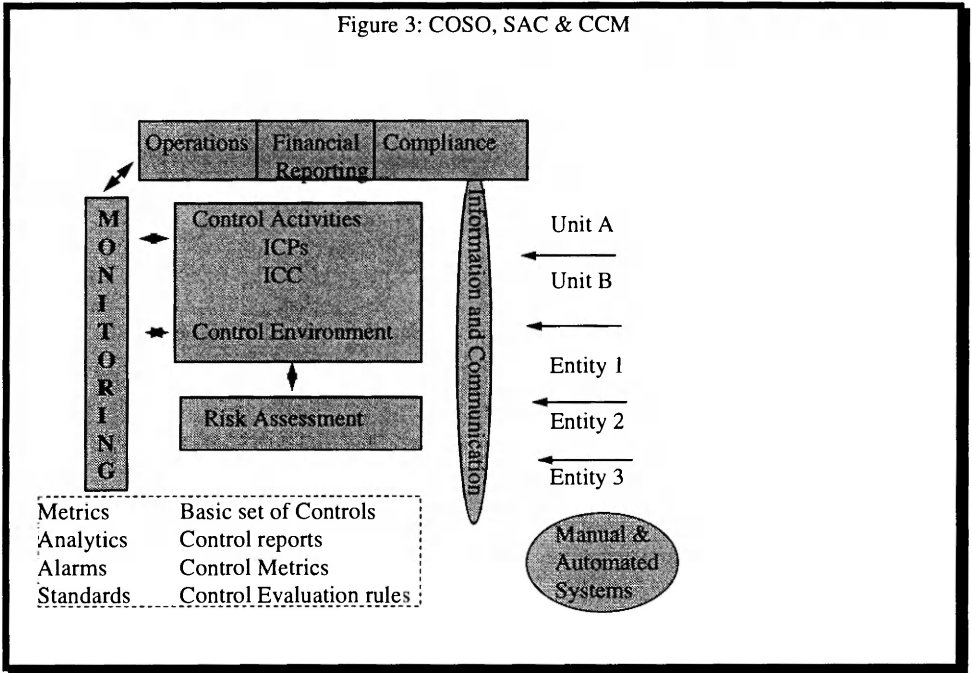 Figure 3: COSO, SAC & CCM
Operations
Financial
Reporting
Compliance
MONITORING
Control Activities
ICPs
ICC
Control Environment
Risk Assessment
Information and Communication
Unit A
Unit B
Entity 1
Entity 2
Entity 3
Metrics Basic set of Controls
Analytics Control reports
Alarms Control Metrics
Standards Control Evaluation rules
Manual &
Automated
Systems